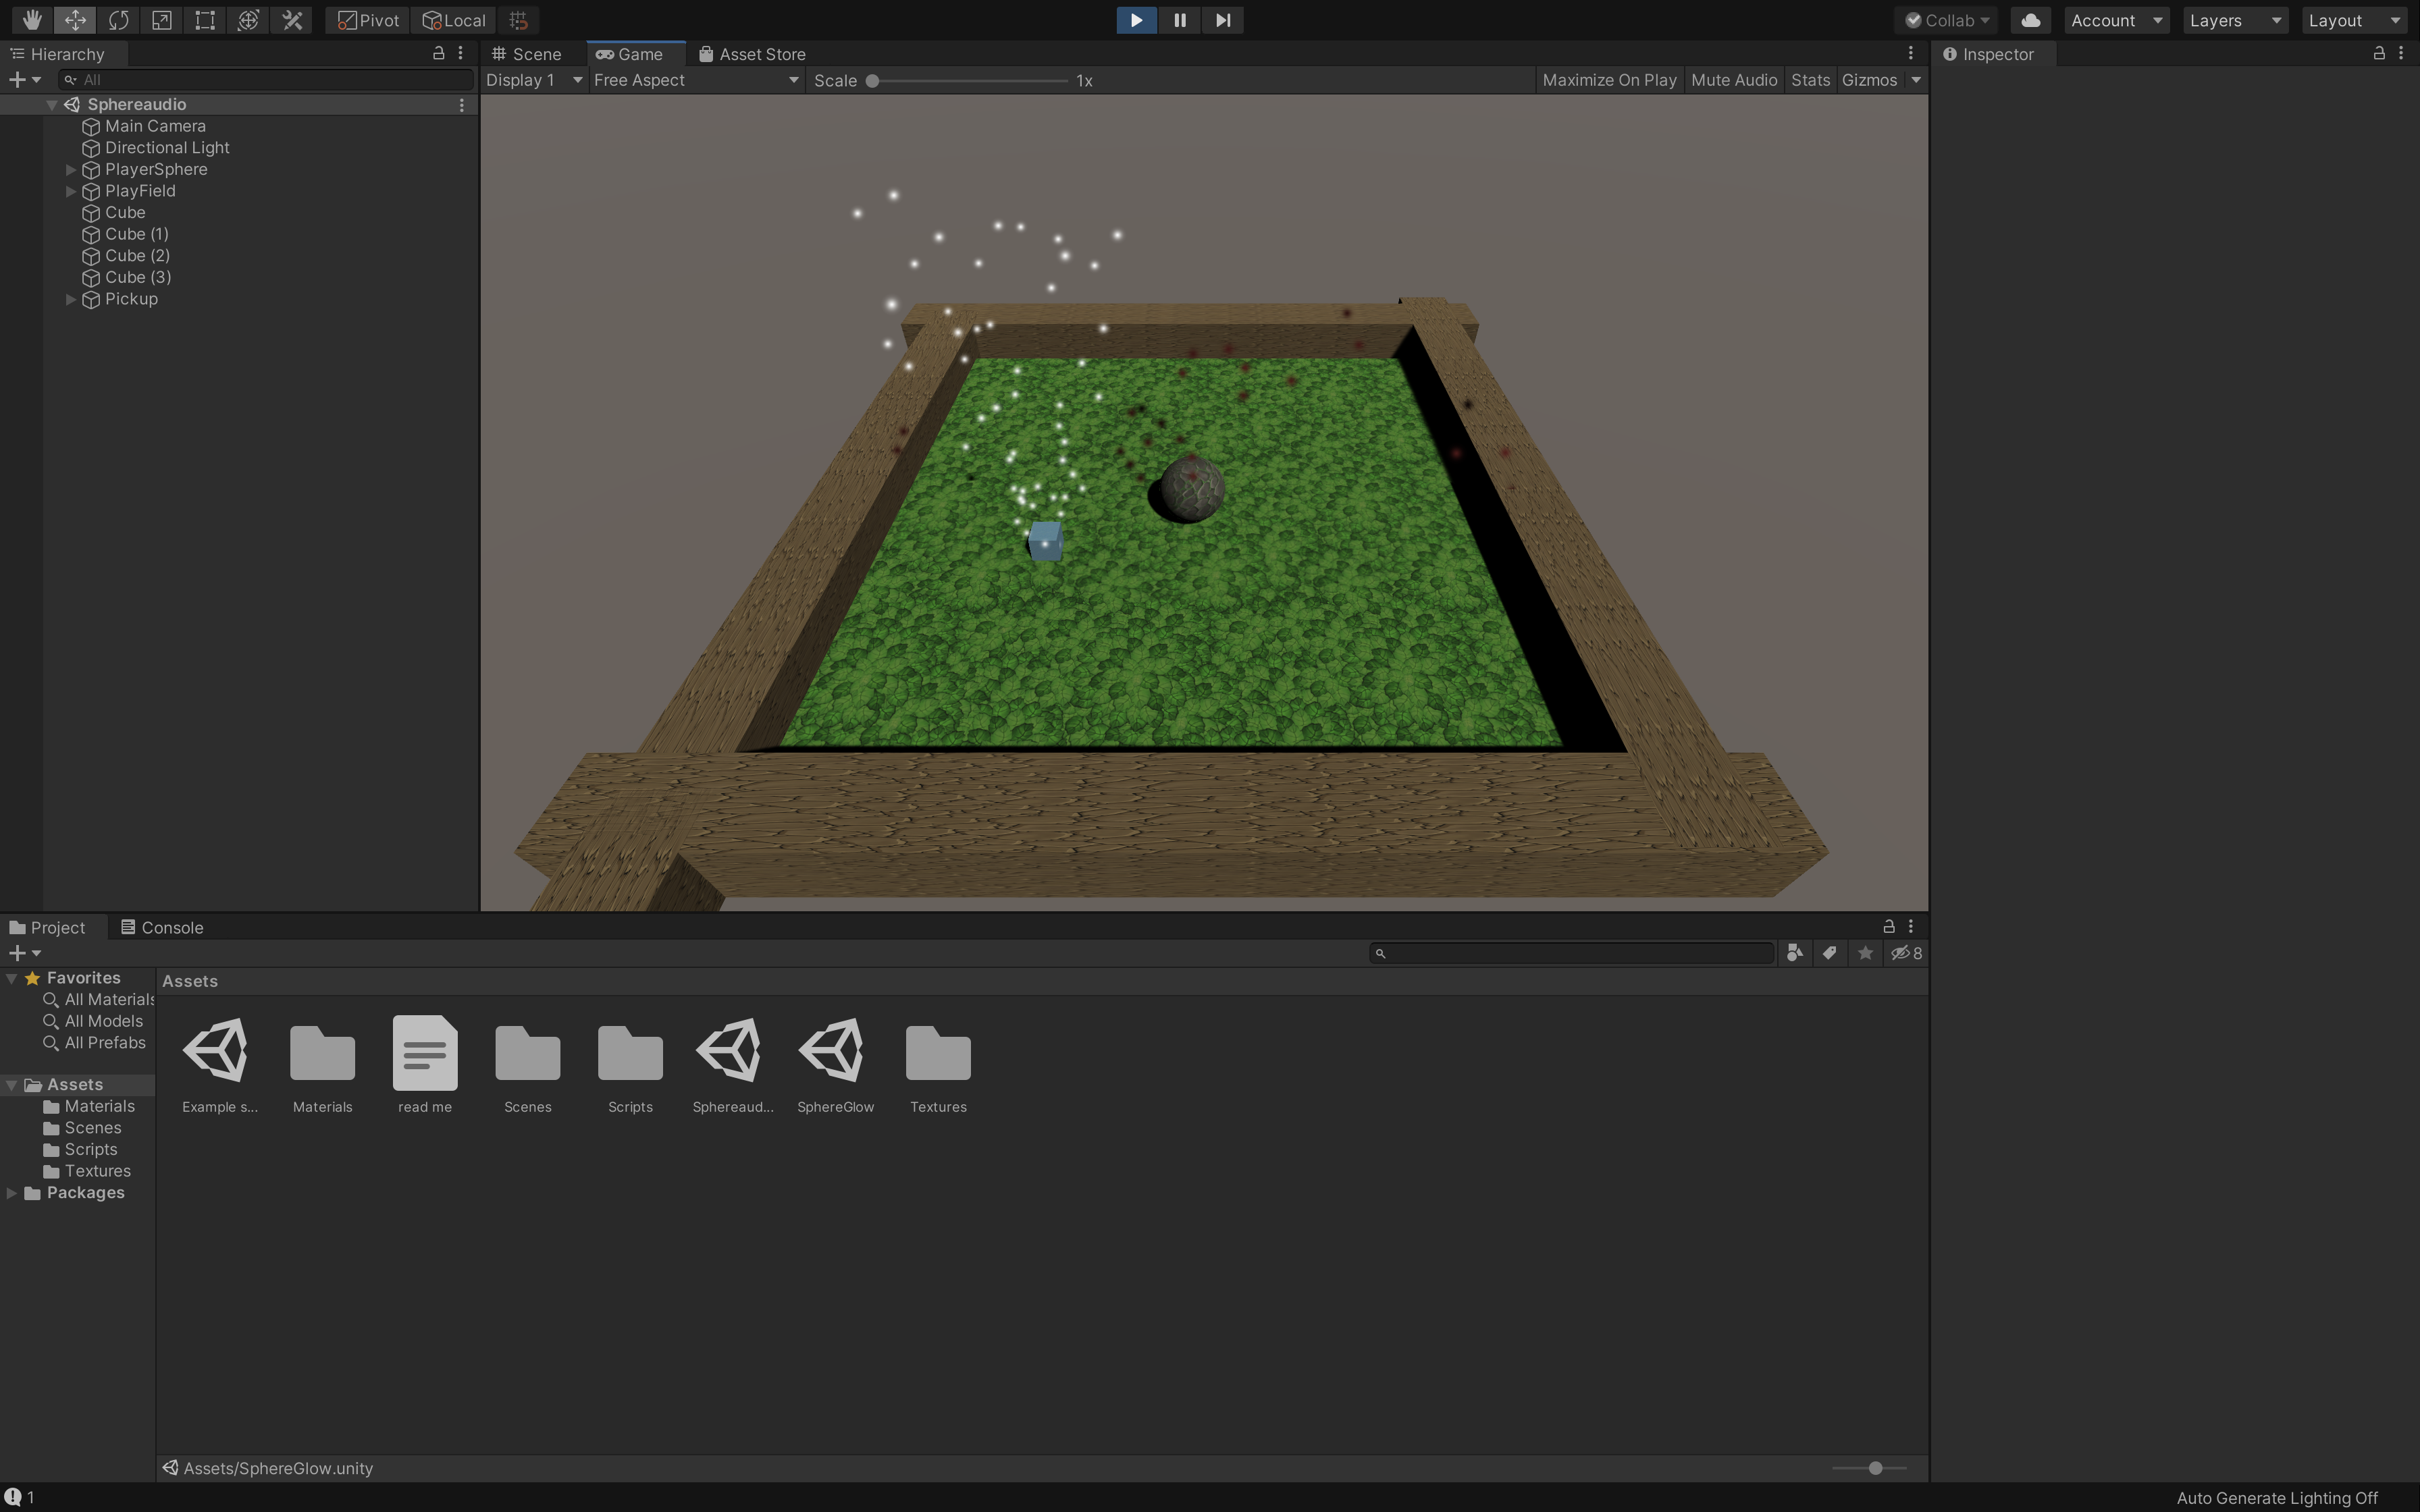 Pivot Local Collab Account Layers Layout
Hierarchy
All
Sphereaudio
Main Camera
Directional Light
PlayerSphere
PlayField
Cube
Cube (1)
Cube (2)
Cube (3)
Pickup
Scene Game Asset Store
Display 1 Free Aspect Scale 1x Maximize On Play Mute Audio Stats Gizmos
Inspector
Project Console
8
Favorites
All Materials
All Models
All Prefabs
Assets
Materials
Scenes
Scripts
Textures
Packages
Assets
Example s... Materials read me Scenes Scripts Sphereaud... SphereGlow Textures
Assets/SphereGlow.unity
1
Auto Generate Lighting Off